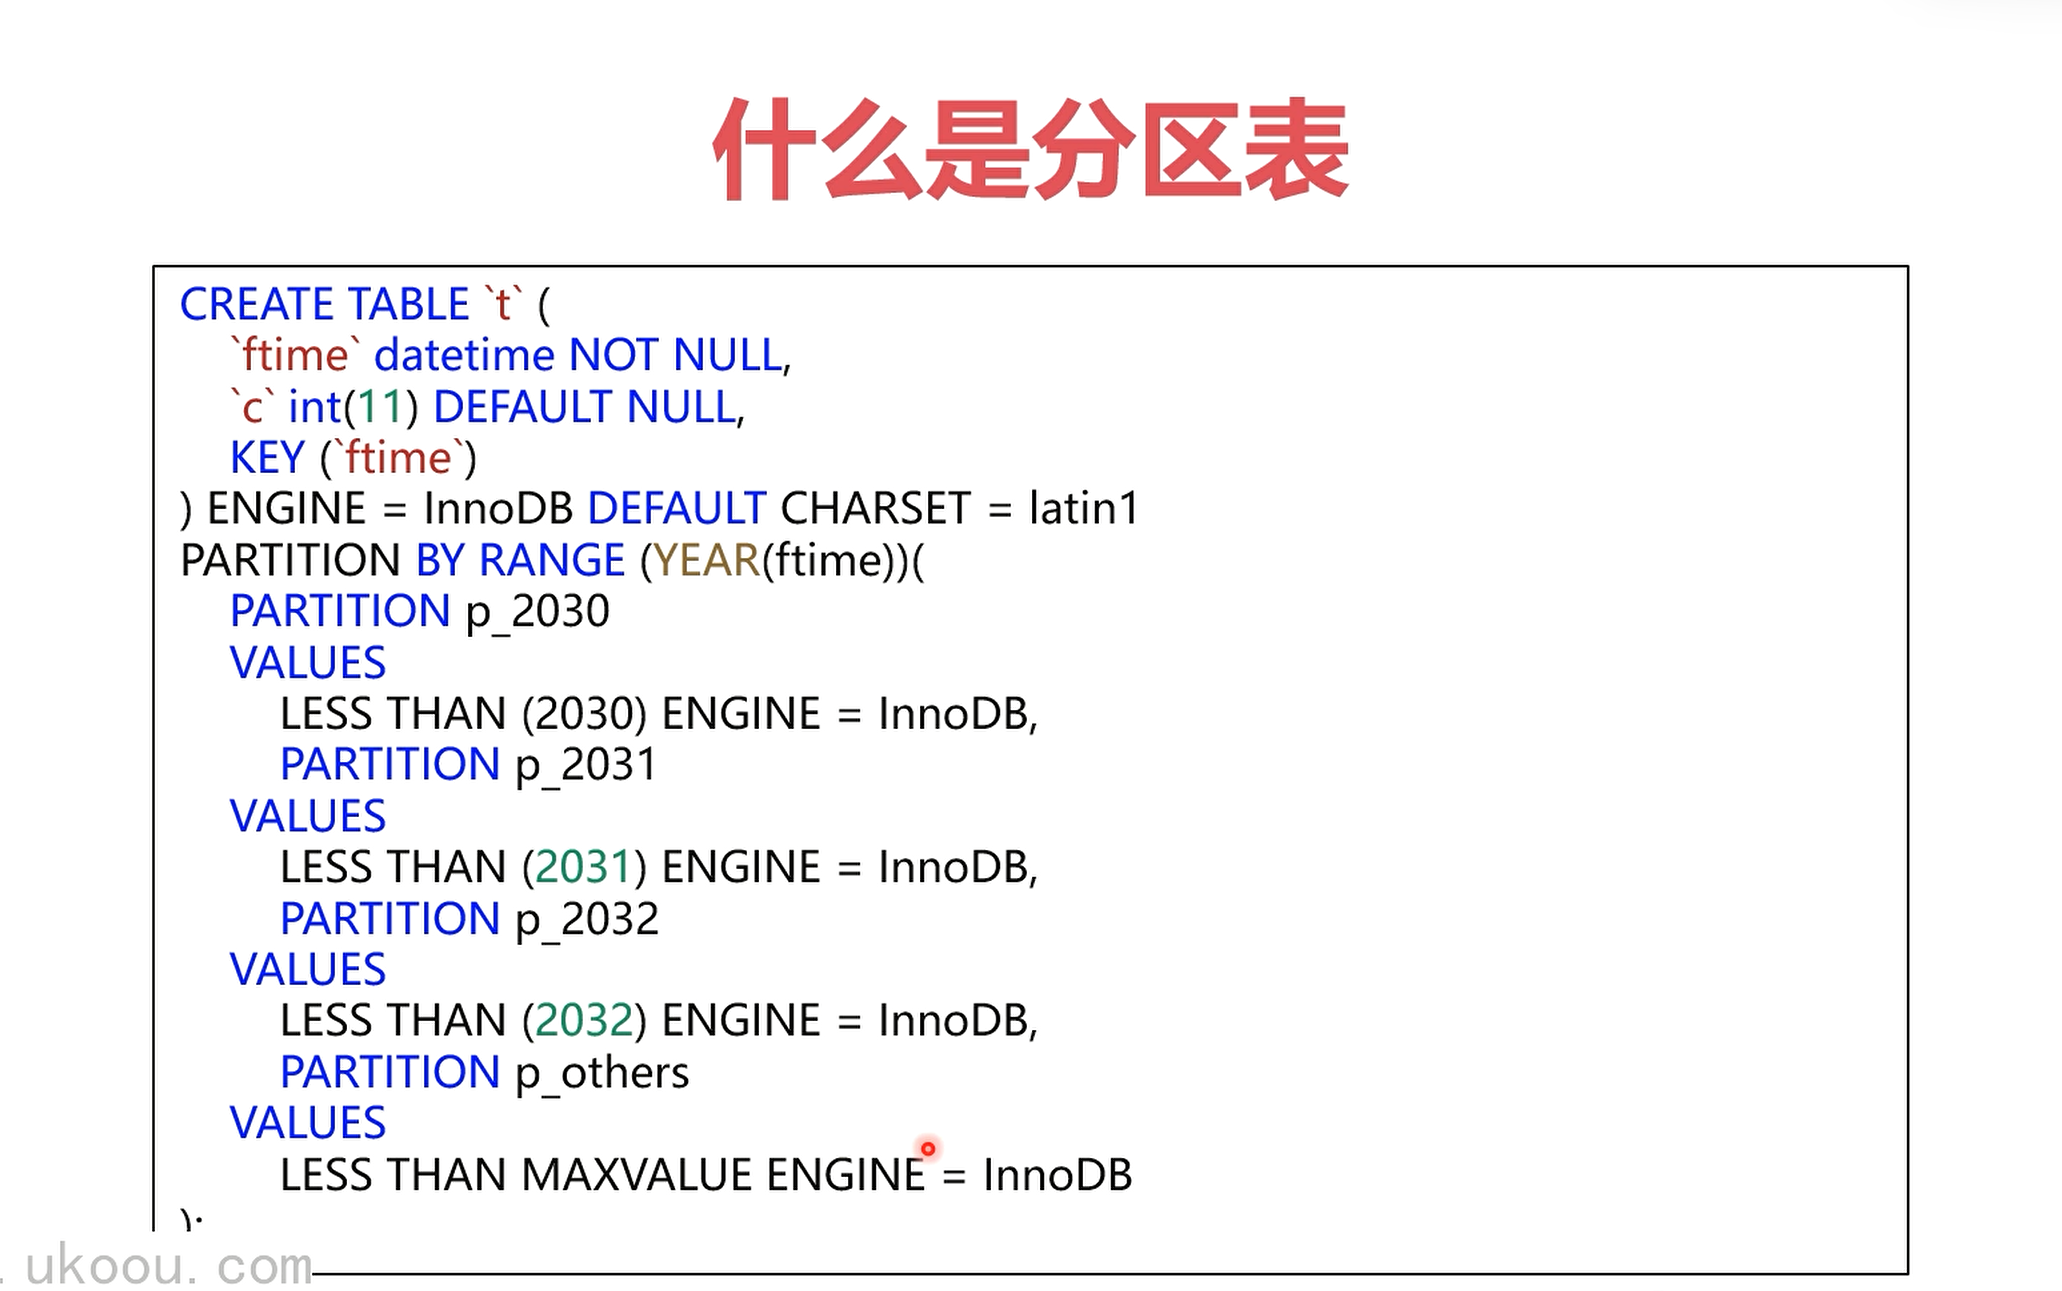 什么是分区表
CREATE TABLE `t` (
`ftime` datetime NOT NULL,
`c` int(11) DEFAULT NULL,
KEY (`ftime`)
) ENGINE = InnoDB DEFAULT CHARSET = latin1
PARTITION BY RANGE (YEAR(ftime))(
PARTITION p_2030
VALUES
LESS THAN (2030) ENGINE = InnoDB,
PARTITION p_2031
VALUES
LESS THAN (2031) ENGINE = InnoDB,
PARTITION p_2032
VALUES
LESS THAN (2032) ENGINE = InnoDB,
PARTITION p_others
VALUES
LESS THAN MAXVALUE ENGINE = InnoDB
);
. ukoou. com